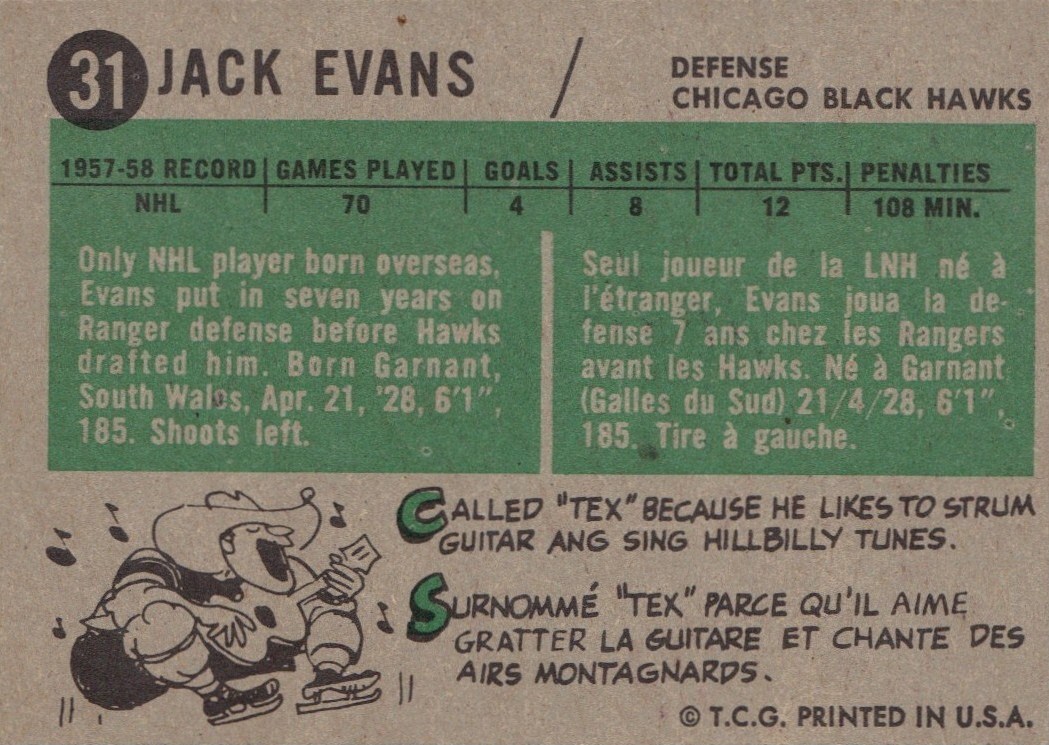 31 JACK EVANS / DEFENSE
CHICAGO BLACK HAWKS
1957-58 RECORD | GAMES PLAYED | GOALS | ASSISTS | TOTAL PTS. | PENALTIES
NHL | 70 | 4 | 8 | 12 | 108 MIN.
Only NHL player born overseas,
Evans put in seven years on
Ranger defense before Hawks
drafted him. Born Garnant,
South Wales, Apr. 21, '28, 6'1",
185. Shoots left.
Seul joueur de la LNH né à
l'étranger, Evans joua la de-
fense 7 ans chez les Rangers
avant les Hawks. Né à Garnant
(Galles du Sud) 21/4/28, 6'1",
185. Tire à gauche.
CALLED "TEX" BECAUSE HE LIKES TO STRUM
GUITAR ANG SING HILLBILLY TUNES.
SURNOMMÉ "TEX" PARCE QU'IL AIME
GRATTER LA GUITARE ET CHANTE DES
AIRS MONTAGNARDS.
© T.C.G. PRINTED IN U.S.A.